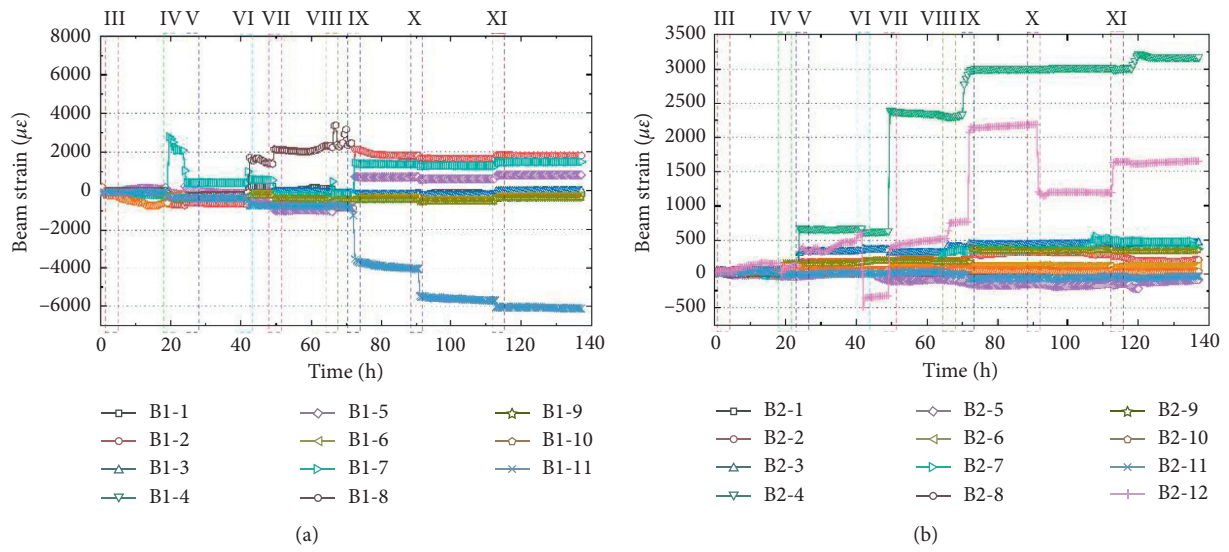 III IV V VI VII VIII IX X XI
8000
6000
4000
2000
0
−2000
−4000
−6000
Beam strain (με)
0 20 40 60 80 100 120 140
Time (h)
B1-1 B1-5 B1-9
B1-2 B1-6 B1-10
B1-3 B1-7 B1-11
B1-4 B1-8
(a)
III IV V VI VII VIII IX X XI
3500
3000
2500
2000
1500
1000
500
0
−500
Beam strain (με)
0 20 40 60 80 100 120 140
Time (h)
B2-1 B2-5 B2-9
B2-2 B2-6 B2-10
B2-3 B2-7 B2-11
B2-4 B2-8 B2-12
(b)